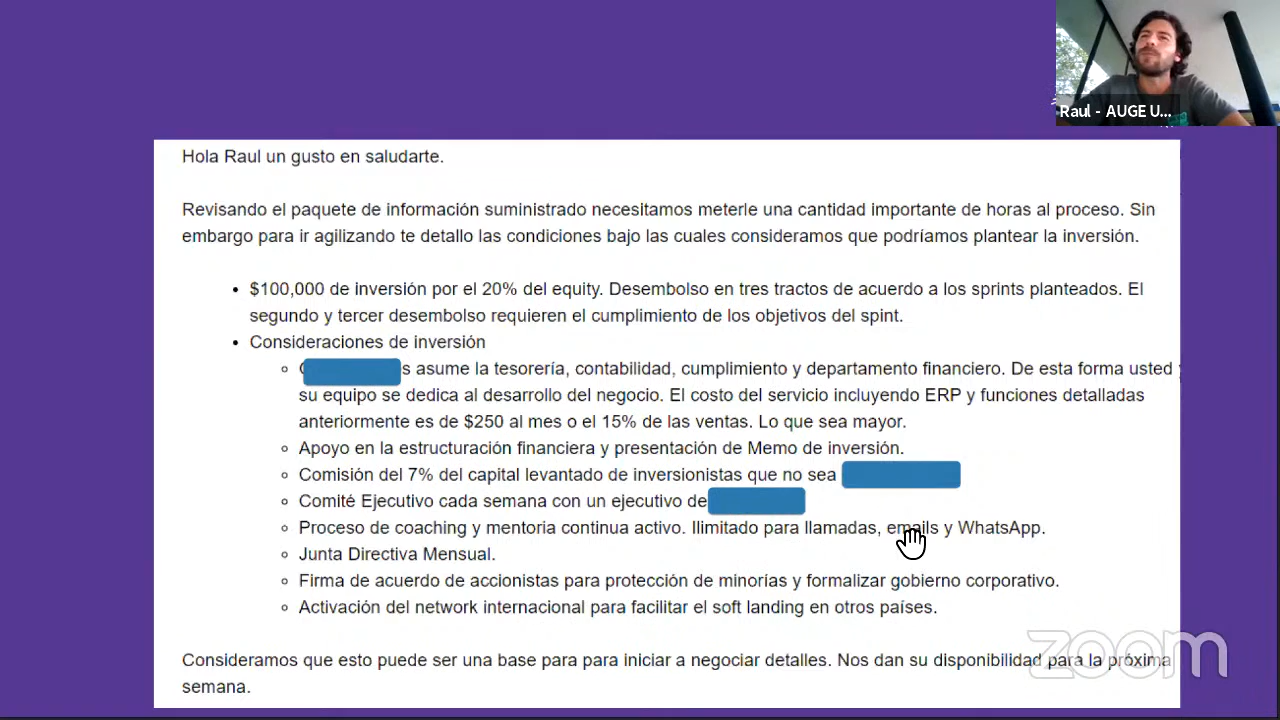 Raul - AUGE U...
Hola Raul un gusto en saludarte.
Revisando el paquete de información suministrado necesitamos meterle una cantidad importante de horas al proceso. Sin
embargo para ir agilizando te detallo las condiciones bajo las cuales consideramos que podríamos plantear la inversión.
• $100,000 de inversión por el 20% del equity. Desembolso en tres tractos de acuerdo a los sprints planteados. El
segundo y tercer desembolso requieren el cumplimiento de los objetivos del spint.
• Consideraciones de inversión
◦ s asume la tesorería, contabilidad, cumplimiento y departamento financiero. De esta forma usted y
su equipo se dedica al desarrollo del negocio. El costo del servicio incluyendo ERP y funciones detalladas
anteriormente es de $250 al mes o el 15% de las ventas. Lo que sea mayor.
◦ Apoyo en la estructuración financiera y presentación de Memo de inversión.
◦ Comisión del 7% del capital levantado de inversionistas que no sea
◦ Comité Ejecutivo cada semana con un ejecutivo de
◦ Proceso de coaching y mentoria continua activo. Ilimitado para llamadas, emails y WhatsApp.
◦ Junta Directiva Mensual.
◦ Firma de acuerdo de accionistas para protección de minorías y formalizar gobierno corporativo.
◦ Activación del network internacional para facilitar el soft landing en otros países.
Consideramos que esto puede ser una base para para iniciar a negociar detalles. Nos dan su disponibilidad para la próxima
semana.
zoom